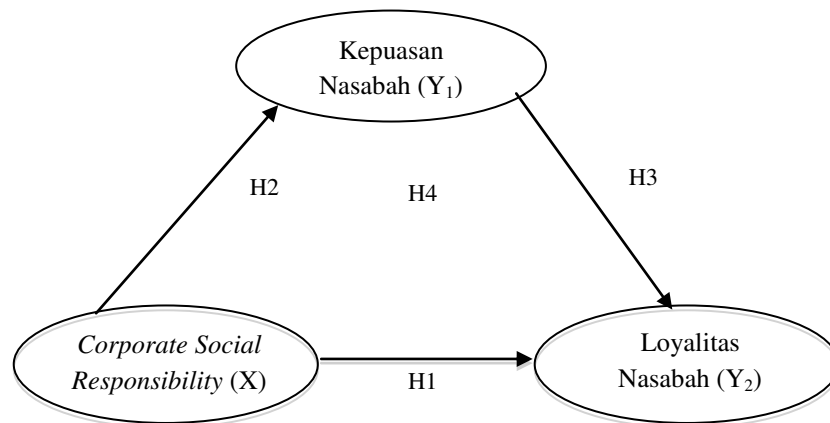 Kepuasan
Nasabah (Y₁)
H2
H4
H3
Corporate Social
Responsibility (X)
H1
Loyalitas
Nasabah (Y₂)